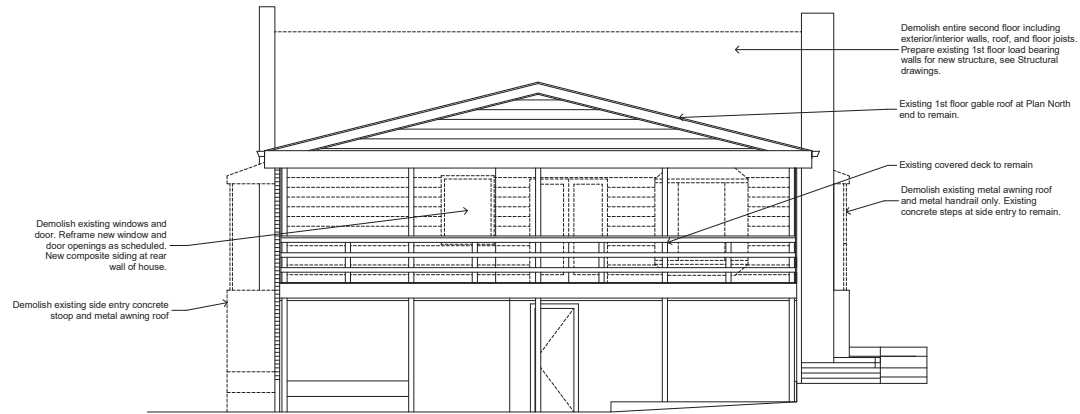 Demolish entire second floor including
exterior/interior walls, roof, and floor joists.
Prepare existing 1st floor load bearing
walls for new structure, see Structural
drawings.
Existing 1st floor gable roof at Plan North
end to remain.
Existing covered deck to remain
Demolish existing metal awning roof
and metal handrail only. Existing
concrete steps at side entry to remain.
Demolish existing windows and
door. Reframe new window and
door openings as scheduled.
New composite siding at rear
wall of house.
Demolish existing side entry concrete
stoop and metal awning roof